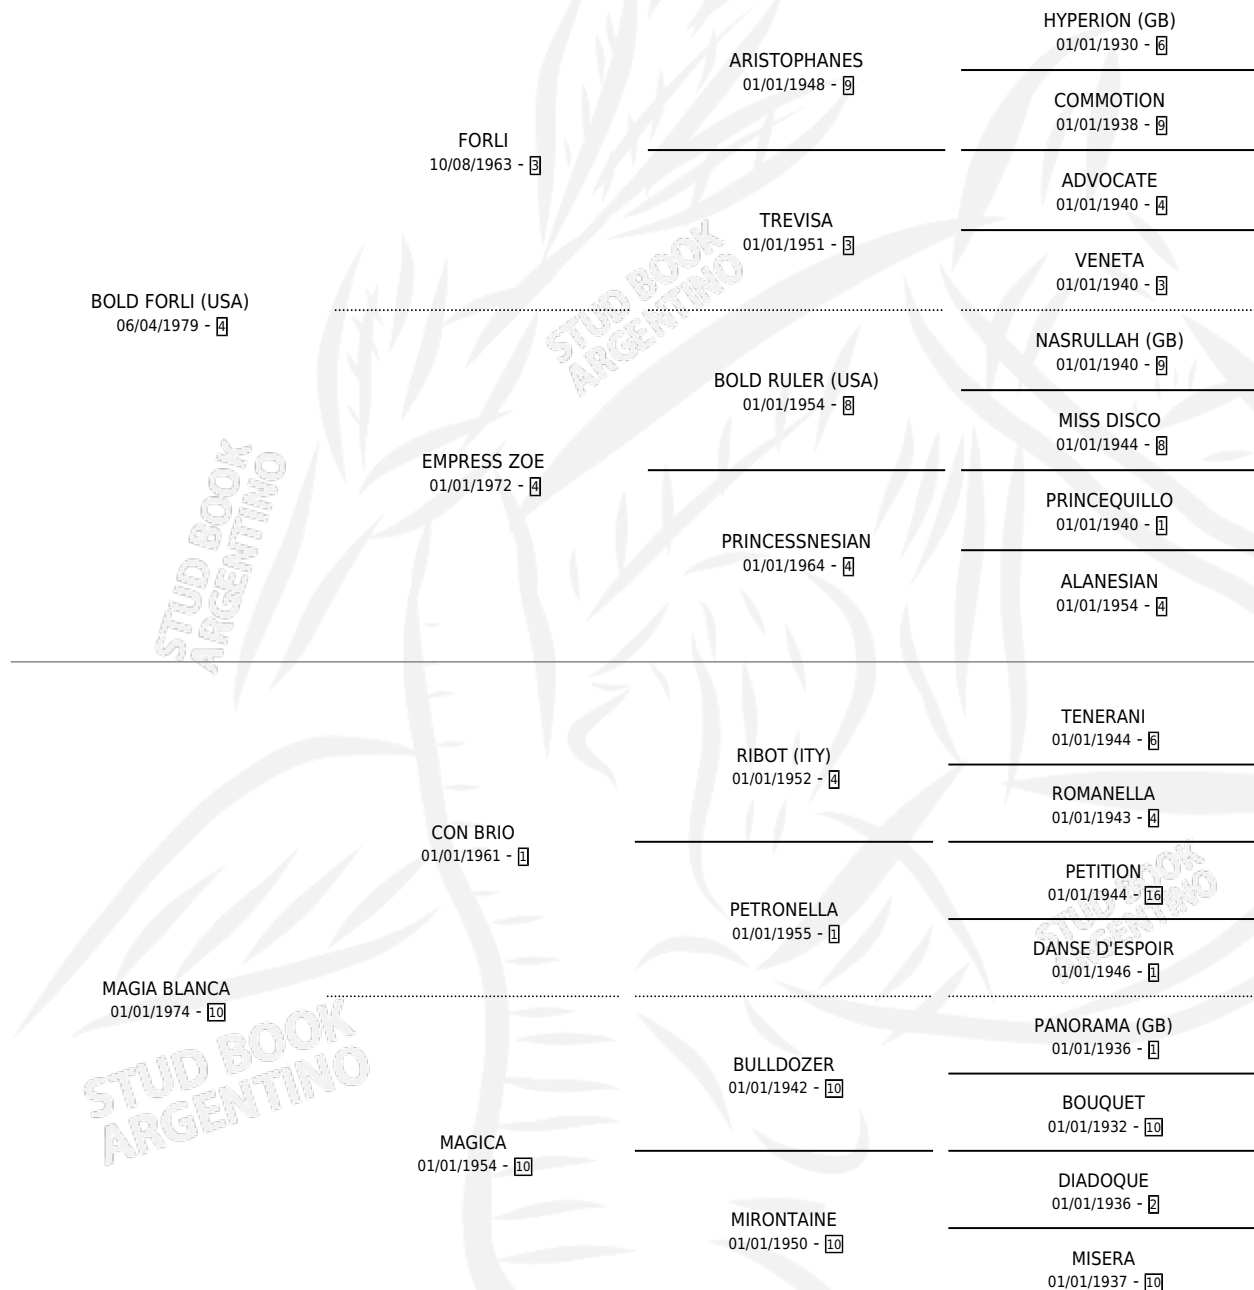 HYPERION (GB)
01/01/1930 - 6
ARISTOPHANES
01/01/1948 - 9
COMMOTION
01/01/1938 - 9
FORLI
10/08/1963 - 3
ADVOCATE
01/01/1940 - 4
TREVISA
01/01/1951 - 3
VENETA
01/01/1940 - 3
BOLD FORLI (USA)
06/04/1979 - 4
NASRULLAH (GB)
01/01/1940 - 9
BOLD RULER (USA)
01/01/1954 - 8
MISS DISCO
01/01/1944 - 8
EMPRESS ZOE
01/01/1972 - 4
PRINCEQUILLO
01/01/1940 - 1
PRINCESSNESIAN
01/01/1964 - 4
ALANESIAN
01/01/1954 - 4
TENERANI
01/01/1944 - 6
RIBOT (ITY)
01/01/1952 - 4
ROMANELLA
01/01/1943 - 4
CON BRIO
01/01/1961 - 1
PETITION
01/01/1944 - 16
PETRONELLA
01/01/1955 - 1
DANSE D'ESPOIR
01/01/1946 - 1
MAGIA BLANCA
01/01/1974 - 10
PANORAMA (GB)
01/01/1936 - 1
BULLDOZER
01/01/1942 - 10
BOUQUET
01/01/1932 - 10
MAGICA
01/01/1954 - 10
DIADOQUE
01/01/1936 - 2
MIRONTAINE
01/01/1950 - 10
MISERA
01/01/1937 - 10
STUD BOOK
ARGENTINO
STUD BOOK
ARGENTINO
STUD BOOK
ARGENTINO
STUD BOOK
ARGENTINO